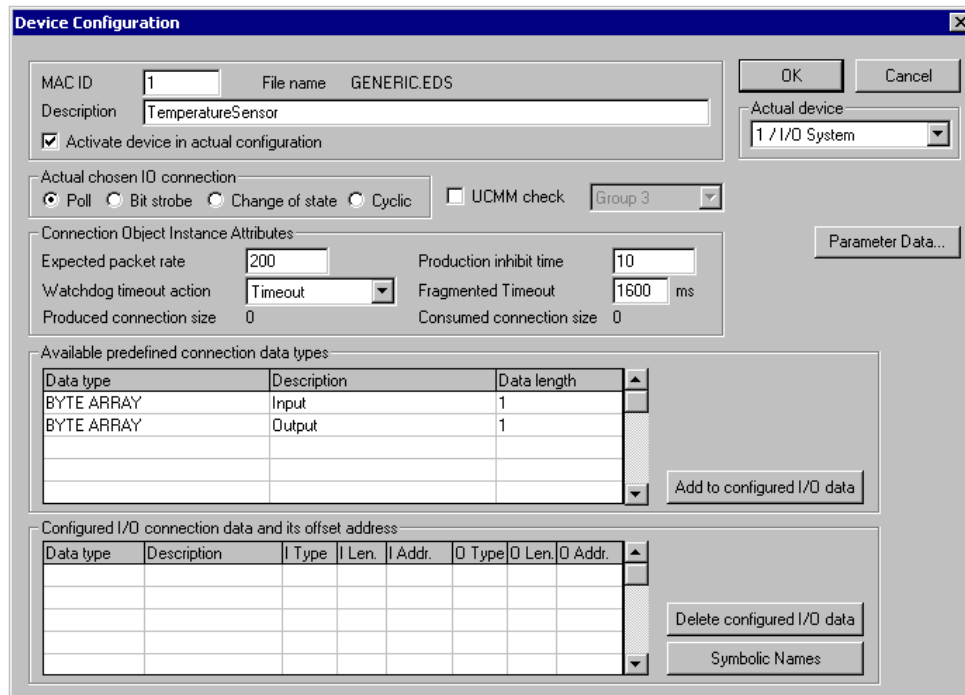 Device Configuration
MAC ID 1 File name GENERIC.EDS
OK Cancel
Description TemperatureSensor
Actual device
1 / I/O System
Activate device in actual configuration
Actual chosen IO connection
Poll Bit strobe Change of state Cyclic
UCMM check Group 3
Connection Object Instance Attributes
Parameter Data...
Expected packet rate 200 Production inhibit time 10
Watchdog timeout action Timeout Fragmented Timeout 1600 ms
Produced connection size 0 Consumed connection size 0
Available predefined connection data types
Data type Description Data length
BYTE ARRAY Input 1
BYTE ARRAY Output 1
Add to configured I/O data
Configured I/O connection data and its offset address
Data type Description I Type I Len. I Addr. O Type O Len. O Addr.
Delete configured I/O data
Symbolic Names